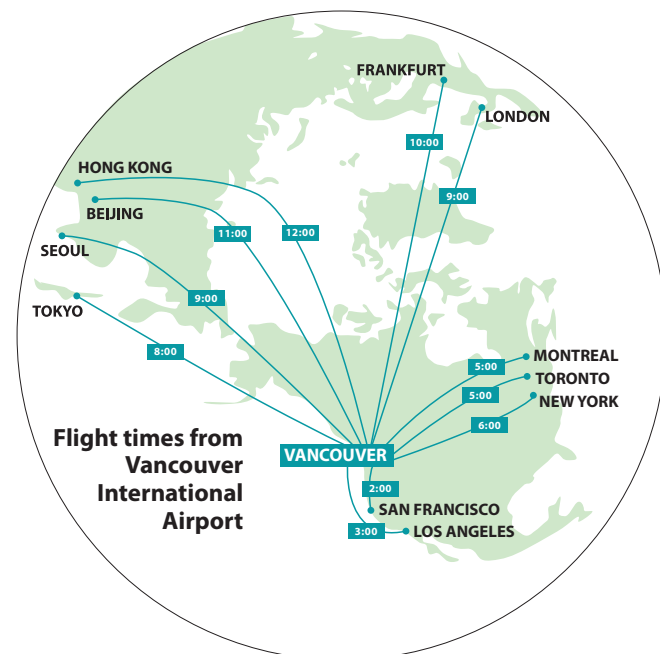 FRANKFURT
LONDON
10:00
HONG KONG
9:00
BEIJING
11:00
12:00
SEOUL
9:00
TOKYO
8:00
MONTREAL
5:00
TORONTO
5:00
NEW YORK
6:00
Flight times from
Vancouver
International
Airport
VANCOUVER
2:00
SAN FRANCISCO
3:00
LOS ANGELES